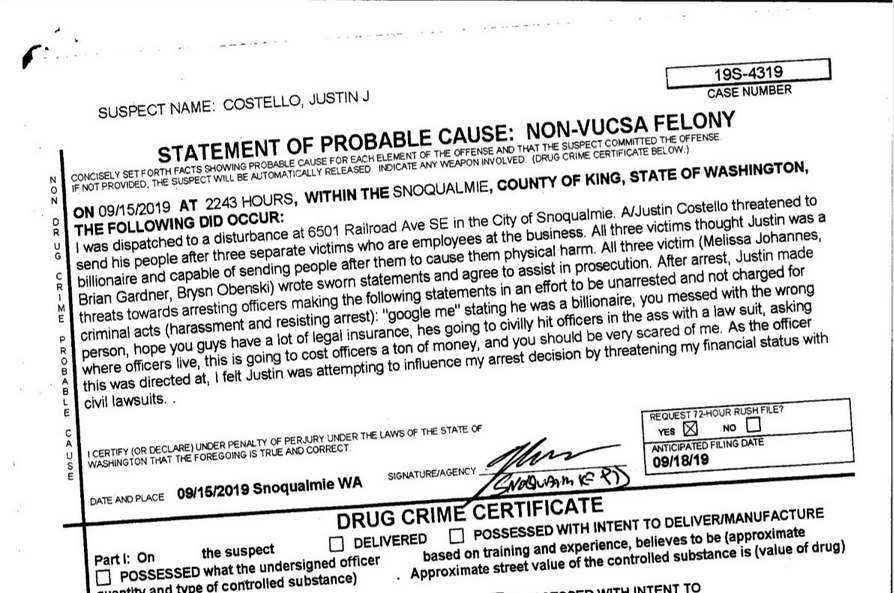 19S-4319
CASE NUMBER
SUSPECT NAME: COSTELLO, JUSTIN J
STATEMENT OF PROBABLE CAUSE: NON-VUCSA FELONY
NON DRUG CRIME PROBABLE CAUSE
CONCISELY SET FORTH FACTS SHOWING PROBABLE CAUSE FOR EACH ELEMENT OF THE OFFENSE AND THAT THE SUSPECT COMMITTED THE OFFENSE.
IF NOT PROVIDED, THE SUSPECT WILL BE AUTOMATICALLY RELEASED. INDICATE ANY WEAPON INVOLVED. (DRUG CRIME CERTIFICATE BELOW.)
ON 09/15/2019 AT 2243 HOURS, WITHIN THE SNOQUALMIE, COUNTY OF KING, STATE OF WASHINGTON,
THE FOLLOWING DID OCCUR:
I was dispatched to a disturbance at 6501 Railroad Ave SE in the City of Snoqualmie. A/Justin Costello threatened to
send his people after three separate victims who are employees at the business. All three victims thought Justin was a
billionaire and capable of sending people after them to cause them physical harm. All three victim (Melissa Johannes,
Brian Gardner, Brysn Obenski) wrote sworn statements and agree to assist in prosecution. After arrest, Justin made
threats towards arresting officers making the following statements in an effort to be unarrested and not charged for
criminal acts (harassment and resisting arrest): "google me" stating he was a billionaire, you messed with the wrong
person, hope you guys have a lot of legal insurance, hes going to civilly hit officers in the ass with a law suit, asking
where officers live, this is going to cost officers a ton of money, and you should be very scared of me. As the officer
this was directed at, I felt Justin was attempting to influence my arrest decision by threatening my financial status with
civil lawsuits. .
I CERTIFY (OR DECLARE) UNDER PENALTY OF PERJURY UNDER THE LAWS OF THE STATE OF
WASHINGTON THAT THE FOREGOING IS TRUE AND CORRECT.
REQUEST 72-HOUR RUSH FILE?
YES ☒ NO ☐
ANTICIPATED FILING DATE
09/18/19
DATE AND PLACE 09/15/2019 Snoqualmie WA SIGNATURE/AGENCY
DRUG CRIME CERTIFICATE
Part I: On the suspect ☐ DELIVERED ☐ POSSESSED WITH INTENT TO DELIVER/MANUFACTURE
☐ POSSESSED what the undersigned officer based on training and experience, believes to be (approximate
quantity and type of controlled substance) . Approximate street value of the controlled substance is (value of drug)
WITH INTENT TO